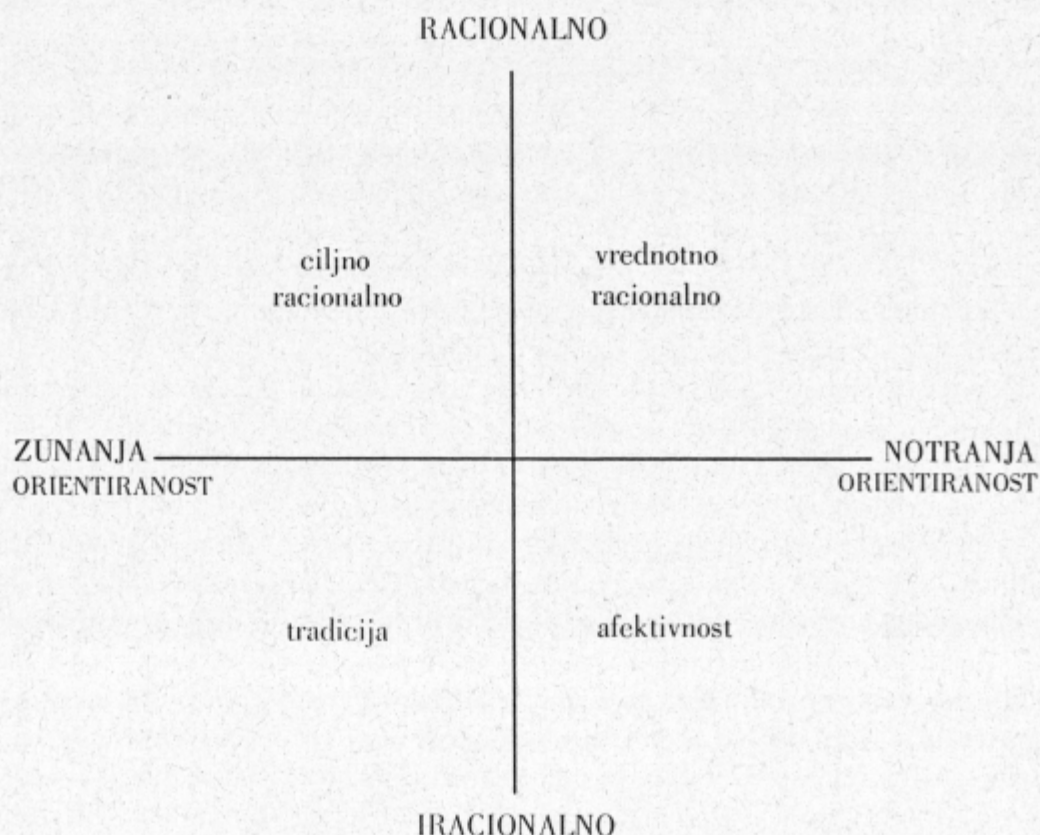 RACIONALNO
ciljno
racionalno
vrednotno
racionalno
ZUNANJA
ORIENTIRANOST
NOTRANJA
ORIENTIRANOST
tradicija
afektivnost
IRACIONALNO